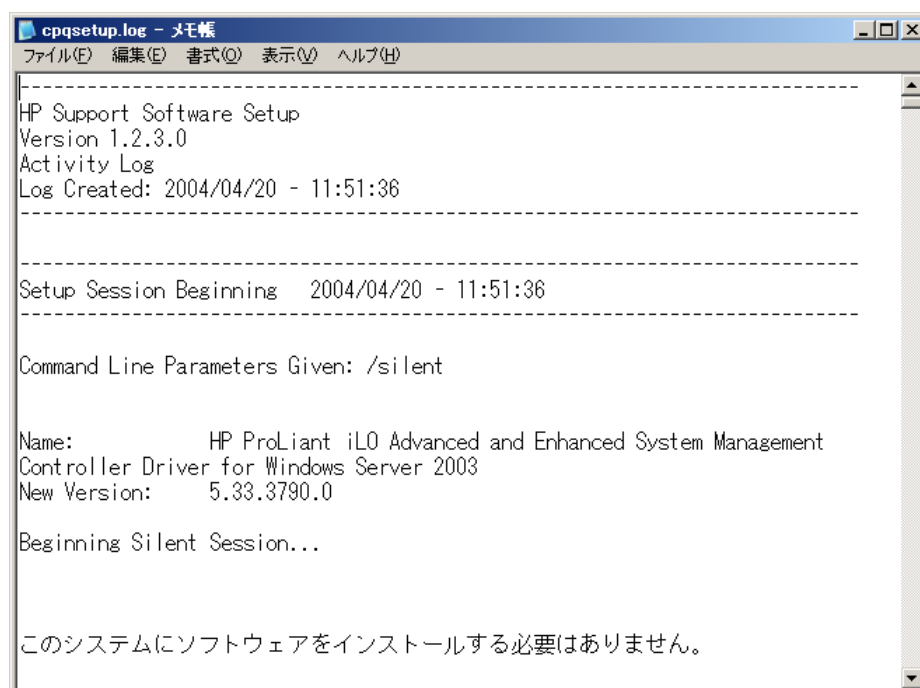 cpqsetup.log - メモ帳
ファイル(F) 編集(E) 書式(O) 表示(V) ヘルプ(H)
----------------------------------------------------------------------------
HP Support Software Setup
Version 1.2.3.0
Activity Log
Log Created: 2004/04/20 - 11:51:36
----------------------------------------------------------------------------
----------------------------------------------------------------------------
Setup Session Beginning   2004/04/20 - 11:51:36
----------------------------------------------------------------------------
Command Line Parameters Given: /silent
Name:             HP ProLiant iLO Advanced and Enhanced System Management
Controller Driver for Windows Server 2003
New Version:      5.33.3790.0
Beginning Silent Session...
このシステムにソフトウェアをインストールする必要はありません。